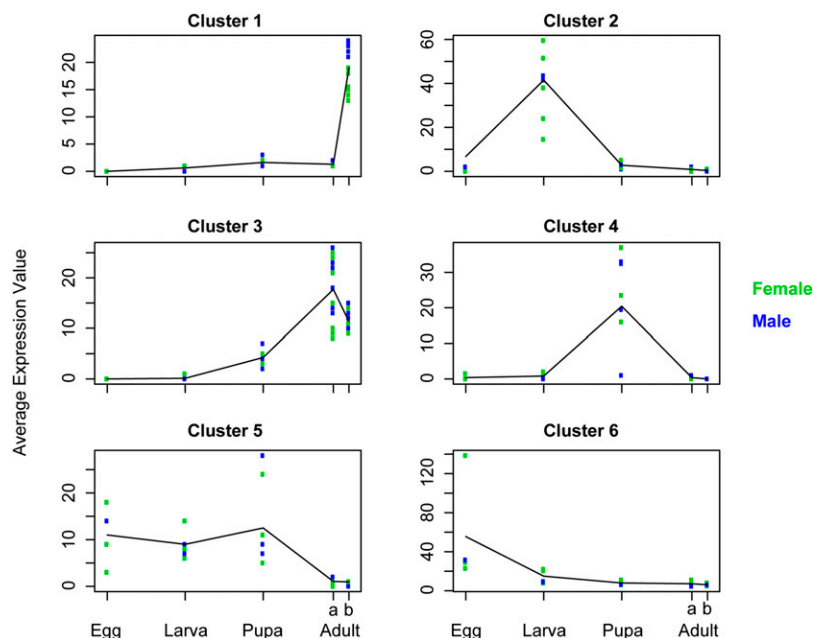 Cluster 1
Cluster 2
0 5 10 15 20
0 20 40 60
Cluster 3
Cluster 4
0 10 20
0 10 20 30
Cluster 5
Cluster 6
0 10 20
0 40 80 120
Average Expression Value
Female
Male
a b
a b
Egg Larva Pupa Adult
Egg Larva Pupa Adult